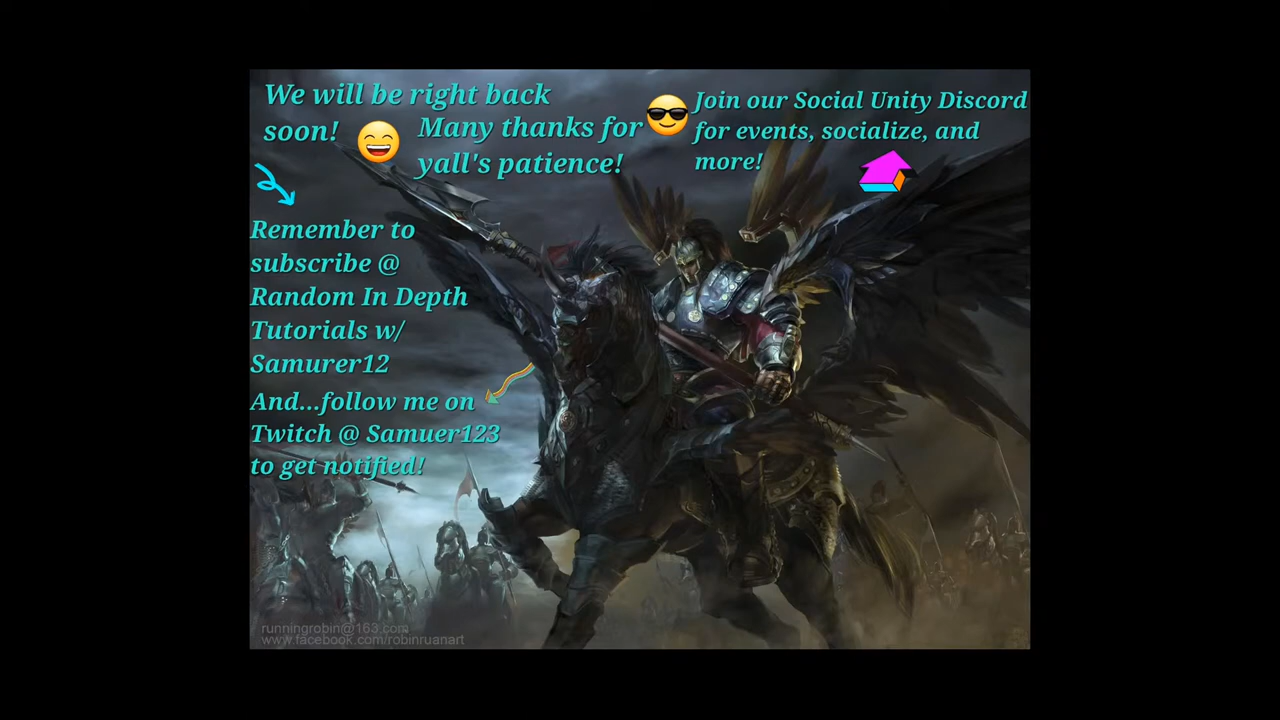 We will be right back
soon!
Many thanks for
yall's patience!
Join our Social Unity Discord
for events, socialize, and
more!
Remember to
subscribe @
Random In Depth
Tutorials w/
Samurer12
And...follow me on
Twitch @ Samuer123
to get notified!
runningrobin@163.com
www.facebook.com/robinruanart